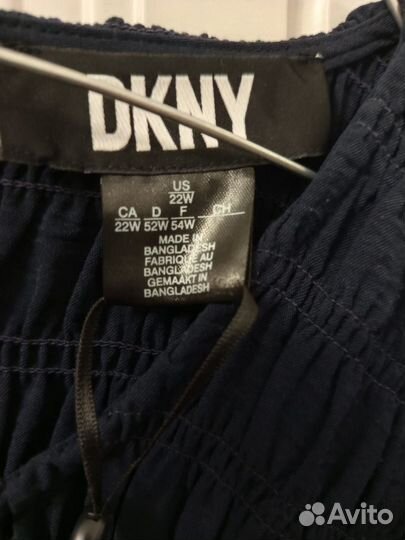 DKNY
US
22W
CA D F CH
22W 52W 54W
MADE IN
BANGLADESH
FABRIQUE AU
BANGLADESH
GEMAAKT IN
BANGLADESH
Avito